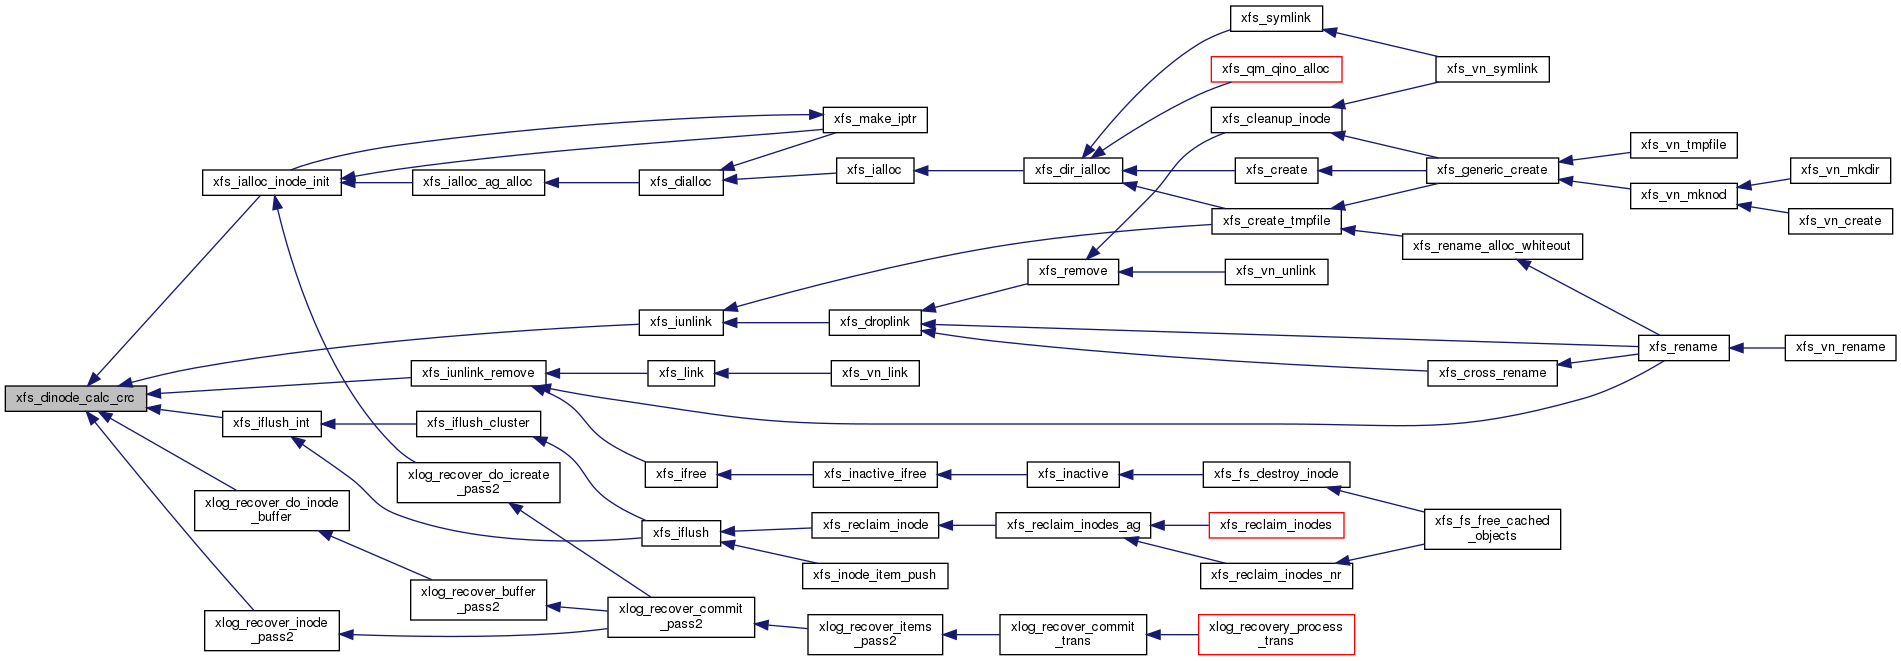 xfs_symlink
xfs_qm_qino_alloc
xfs_vn_symlink
xfs_make_iptr
xfs_cleanup_inode
xfs_vn_tmpfile
xfs_ialloc_inode_init
xfs_ialloc_ag_alloc
xfs_dialloc
xfs_ialloc
xfs_dir_ialloc
xfs_create
xfs_generic_create
xfs_vn_mkdir
xfs_vn_mknod
xfs_create_tmpfile
xfs_vn_create
xfs_rename_alloc_whiteout
xfs_remove
xfs_vn_unlink
xfs_iunlink
xfs_droplink
xfs_rename
xfs_vn_rename
xfs_iunlink_remove
xfs_link
xfs_vn_link
xfs_cross_rename
xfs_dinode_calc_crc
xfs_iflush_int
xfs_iflush_cluster
xlog_recover_do_icreate
_pass2
xfs_ifree
xfs_inactive_ifree
xfs_inactive
xfs_fs_destroy_inode
xlog_recover_do_inode
_buffer
xfs_iflush
xfs_reclaim_inode
xfs_reclaim_inodes_ag
xfs_reclaim_inodes
xfs_fs_free_cached
_objects
xfs_inode_item_push
xfs_reclaim_inodes_nr
xlog_recover_buffer
_pass2
xlog_recover_inode
_pass2
xlog_recover_commit
_pass2
xlog_recover_items
_pass2
xlog_recover_commit
_trans
xlog_recovery_process
_trans